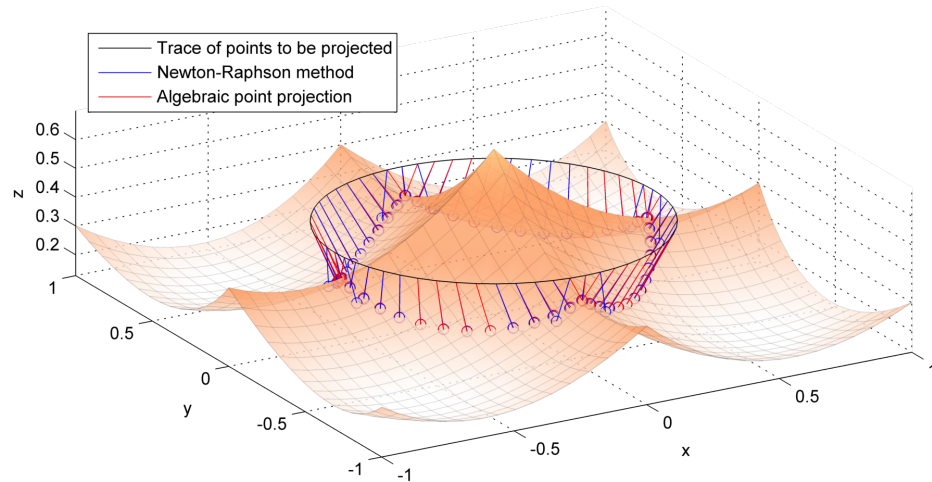 Trace of points to be projected
Newton-Raphson method
Algebraic point projection
0.6
0.5
0.4
0.3
0.2
z
1
0.5
0
-0.5
-1
y
-1
-0.5
0
0.5
1
x